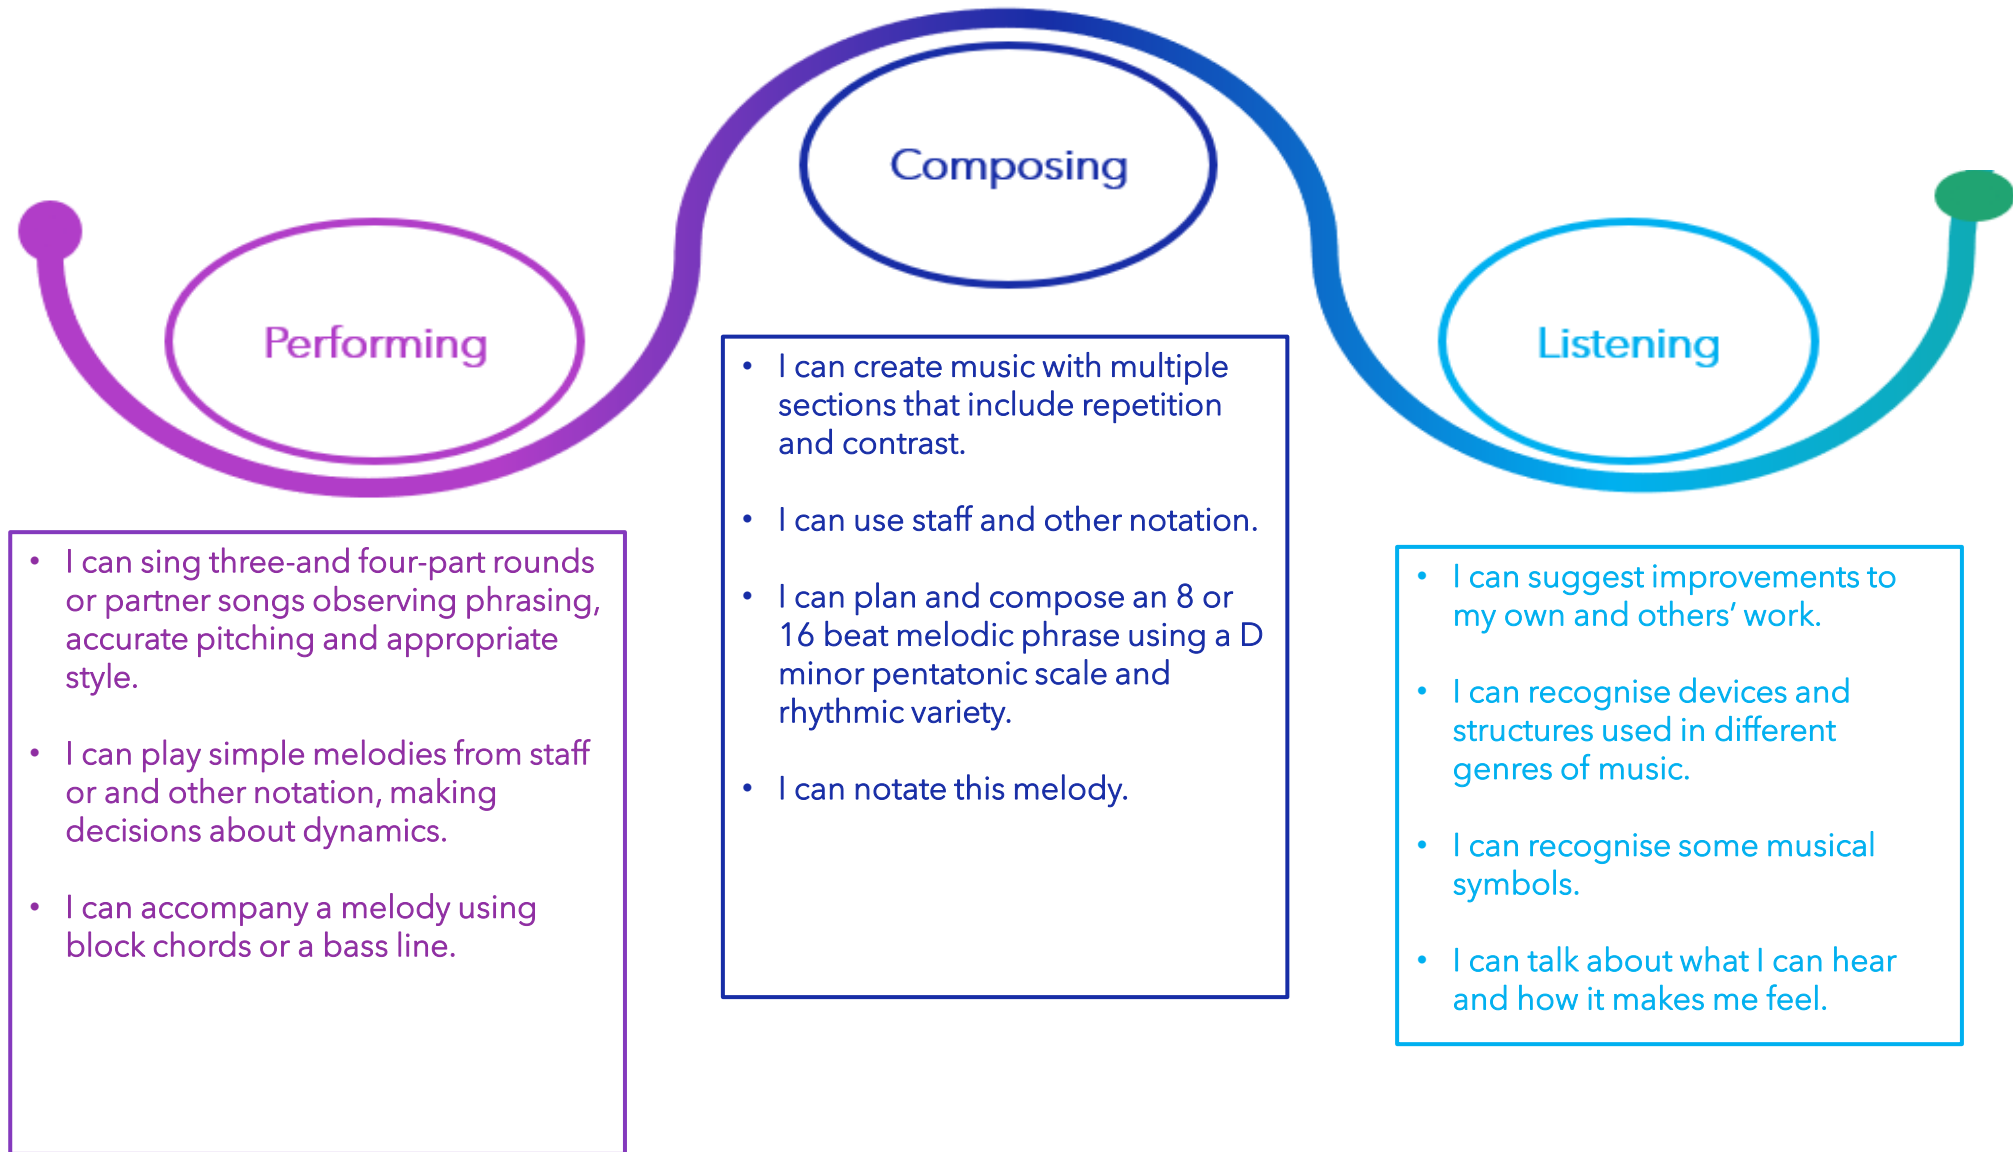 Performing
• I can sing three-and four-part rounds
or partner songs observing phrasing,
accurate pitching and appropriate
style.
• I can play simple melodies from staff
or and other notation, making
decisions about dynamics.
• I can accompany a melody using
block chords or a bass line.
Composing
• I can create music with multiple
sections that include repetition
and contrast.
• I can use staff and other notation.
• I can plan and compose an 8 or
16 beat melodic phrase using a D
minor pentatonic scale and
rhythmic variety.
• I can notate this melody.
Listening
• I can suggest improvements to
my own and others’ work.
• I can recognise devices and
structures used in different
genres of music.
• I can recognise some musical
symbols.
• I can talk about what I can hear
and how it makes me feel.